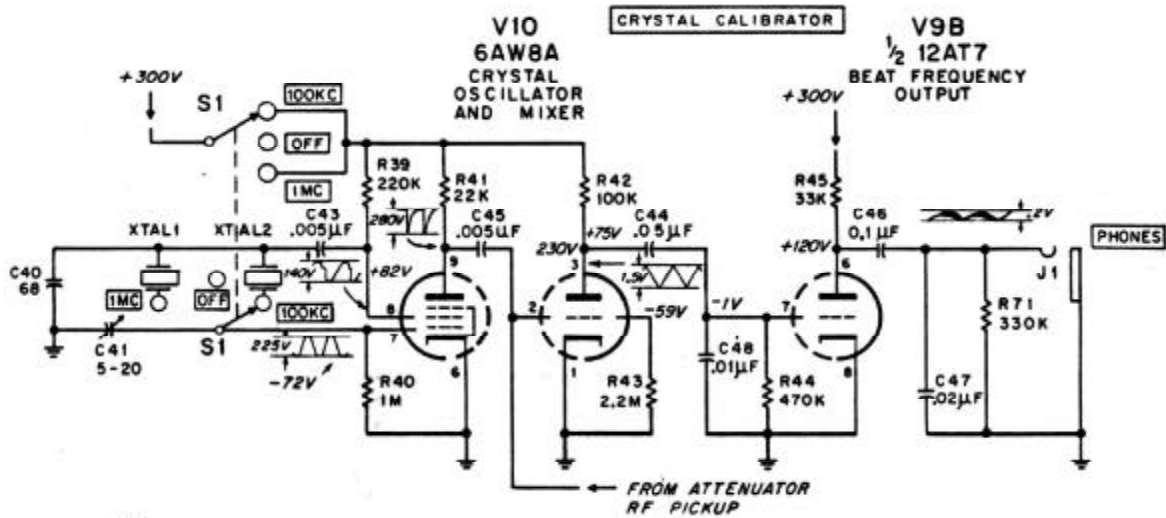 CRYSTAL CALIBRATOR
V10
6AW8A
CRYSTAL
OSCILLATOR
AND MIXER
V9B
1/2 12AT7
BEAT FREQUENCY
OUTPUT
+300V
S1
100KC
OFF
1MC
R39
220K
R41
22K
R42
100K
+300V
R45
33K
XTAL1
XTAL2
C43
.005µF
280V
C45
.005µF
+75V
230V
C44
.05µF
C46
0,1µF
.2V
PHONES
J1
C40
68
1MC
OFF
140V
+82V
9
3
1,5V
+120V
6
S1
100KC
8
7
2
-59V
-1V
7
R71
330K
C41
5-20
225V
-72V
R40
1M
6
1
R43
2,2M
C48
.01µF
R44
470K
8
C47
.02µF
FROM ATTENUATOR
RF PICKUP